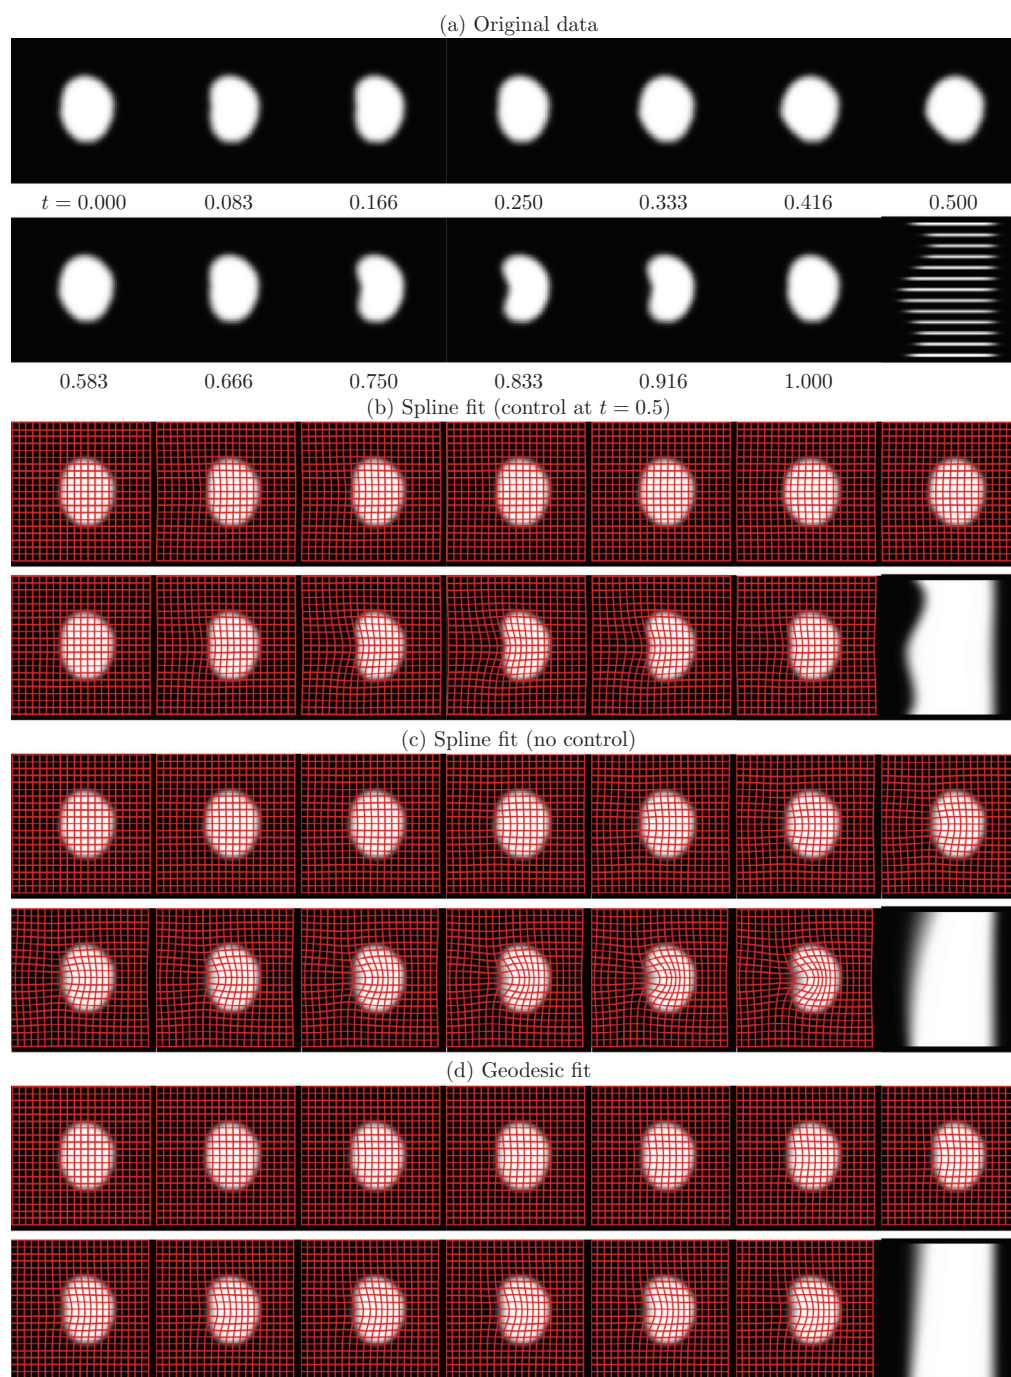 (a) Original data
t = 0.000 0.083 0.166 0.250 0.333 0.416 0.500
0.583 0.666 0.750 0.833 0.916 1.000
(b) Spline fit (control at t = 0.5)
(c) Spline fit (no control)
(d) Geodesic fit